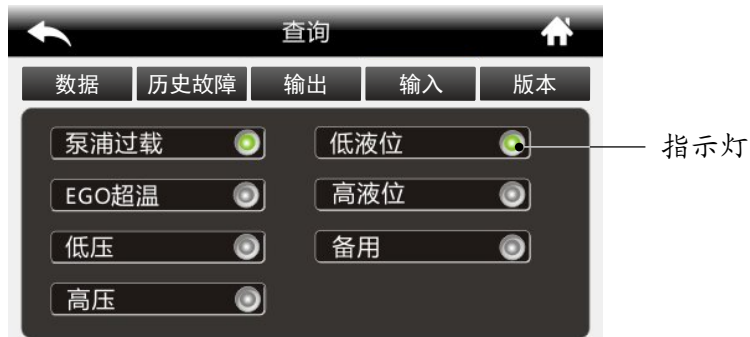 查询
数据 历史故障 输出 输入 版本
泵浦过载 低液位 指示灯
EGO超温 高液位
低压 备用
高压